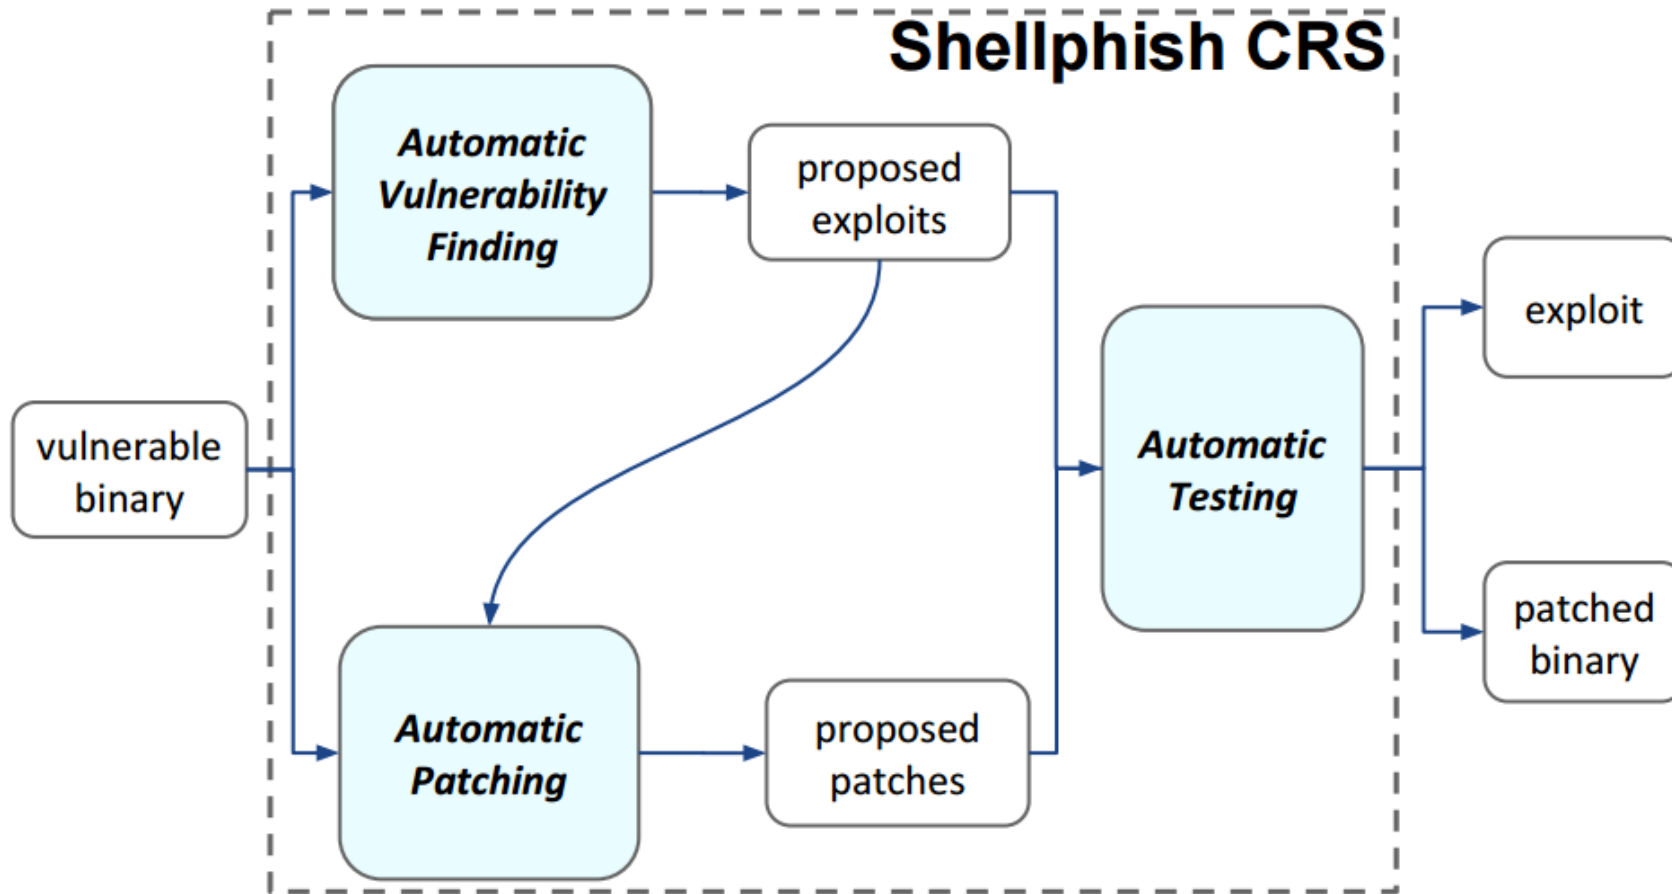 Shellphish CRS
Automatic
Vulnerability
Finding
proposed
exploits
exploit
vulnerable
binary
Automatic
Testing
patched
binary
Automatic
Patching
proposed
patches